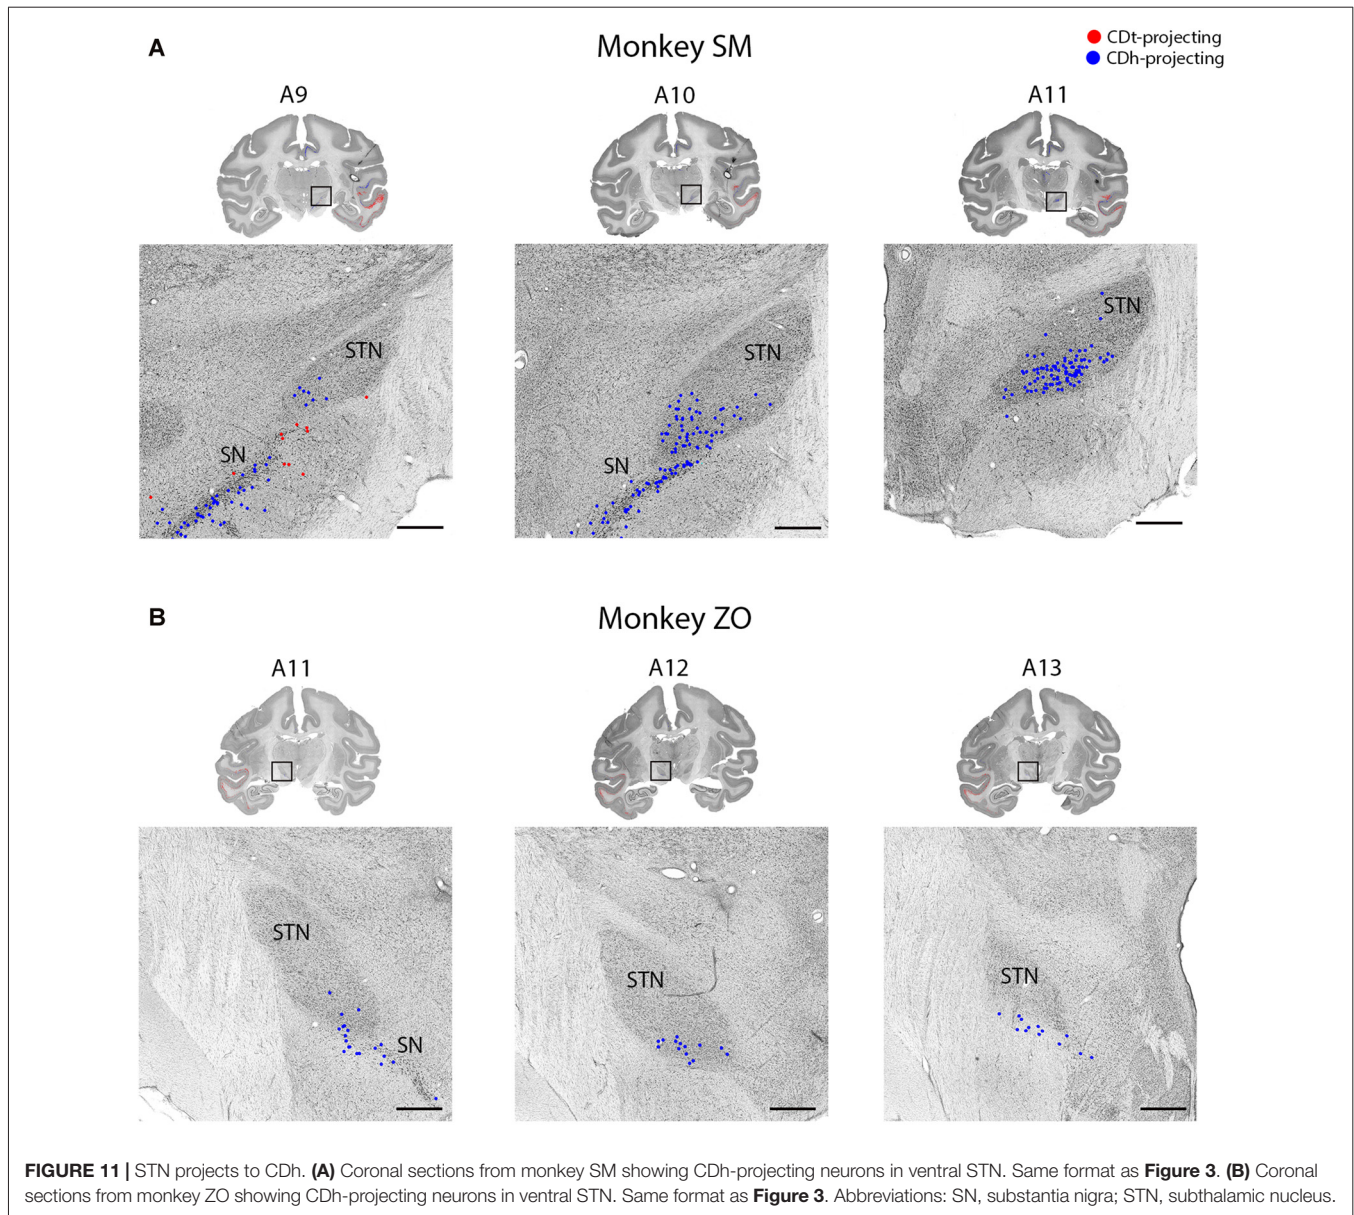 A
Monkey SM
CDt-projecting
CDh-projecting
A9
A10
A11
STN
SN
STN
SN
STN
B
Monkey ZO
A11
A12
A13
STN
SN
STN
STN
FIGURE 11 | STN projects to CDh. (A) Coronal sections from monkey SM showing CDh-projecting neurons in ventral STN. Same format as Figure 3. (B) Coronal
sections from monkey ZO showing CDh-projecting neurons in ventral STN. Same format as Figure 3. Abbreviations: SN, substantia nigra; STN, subthalamic nucleus.